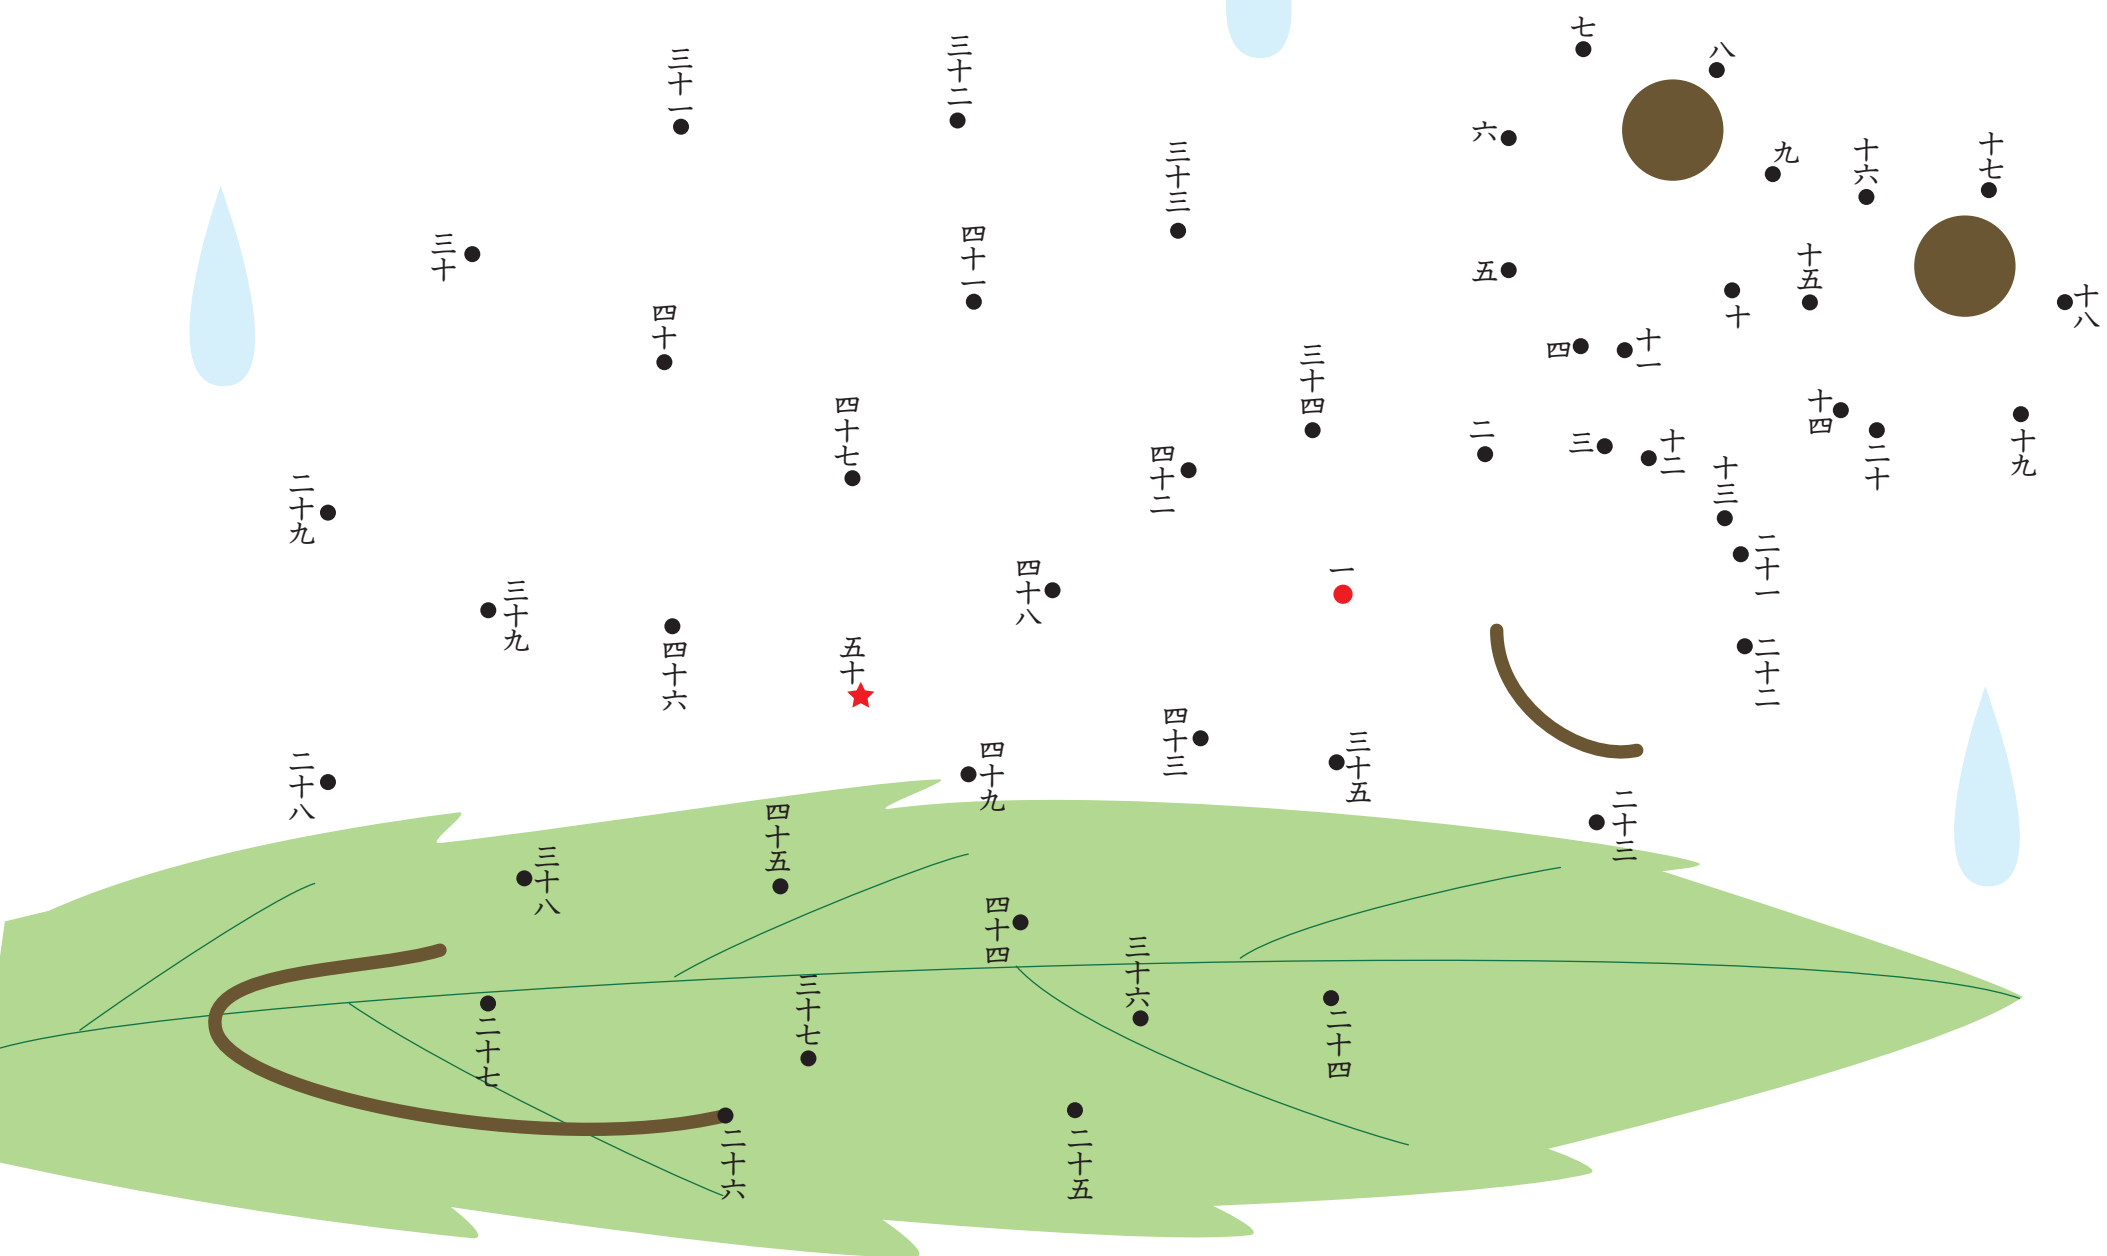 一
二
三
四
五
六
七
八
九
十
十一
十二
十三
十四
十五
十六
十七
十八
十九
二十
二十一
二十二
二十三
二十四
二十五
二十六
二十七
二十八
二十九
三十
三十一
三十二
三十三
三十四
三十五
三十六
三十七
三十八
三十九
四十
四十一
四十二
四十三
四十四
四十五
四十六
四十七
四十八
四十九
五十